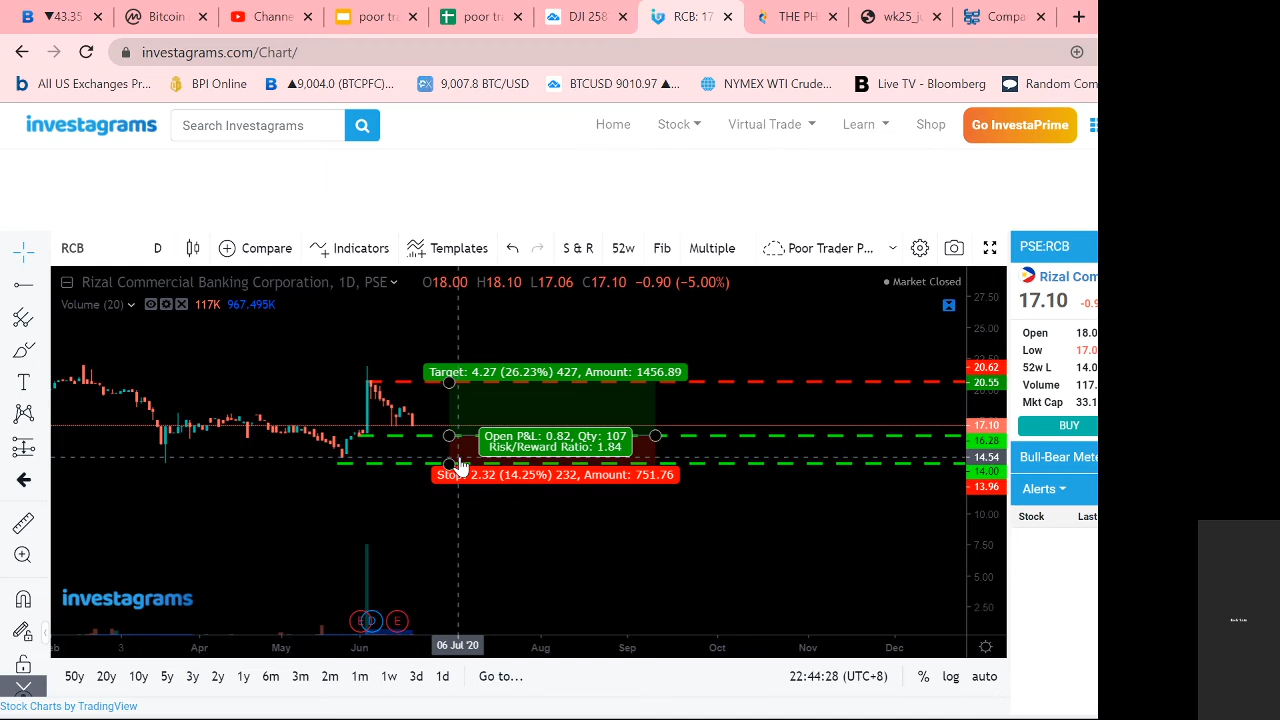 ▼43.35
Bitcoin
Channe
poor tra
poor tra
DJI 258
RCB: 17
THE PH
wk25_ju
Compa
investagrams.com/Chart/
All US Exchanges Pr...
BPI Online
▲9,004.0 (BTCPFC)...
9,007.8 BTC/USD
BTCUSD 9010.97 ▲...
NYMEX WTI Crude...
Live TV - Bloomberg
Random Com
investagrams
Search Investagrams
Home
Stock
Virtual Trade
Learn
Shop
Go InvestaPrime
RCB
D
Compare
Indicators
Templates
S & R
52w
Fib
Multiple
Poor Trader P...
PSE:RCB
Rizal Commercial Banking Corporation, 1D, PSE
O18.00 H18.10 L17.06 C17.10 −0.90 (−5.00%)
Market Closed
Volume (20)
117K
967.495K
Rizal Com
17.10
-0.9
Open 18.0
Low 17.0
52w L 14.0
Volume 117.
Mkt Cap 33.1
BUY
Bull-Bear Mete
Alerts
Stock Last
27.50
25.00
22.50
20.62
20.55
17.10
16.28
14.54
14.00
13.96
10.00
7.50
5.00
2.50
Target: 4.27 (26.23%) 427, Amount: 1456.89
Open P&L: 0.82, Qty: 107
Risk/Reward Ratio: 1.84
Stop: 2.32 (14.25%) 232, Amount: 751.76
investagrams
E
D
E
eb
3
Apr
May
Jun
06 Jul '20
Aug
Sep
Oct
Nov
Dec
50y
20y
10y
5y
3y
2y
1y
6m
3m
2m
1m
1w
3d
1d
Go to...
22:44:28 (UTC+8)
%
log
auto
Stock Charts by TradingView